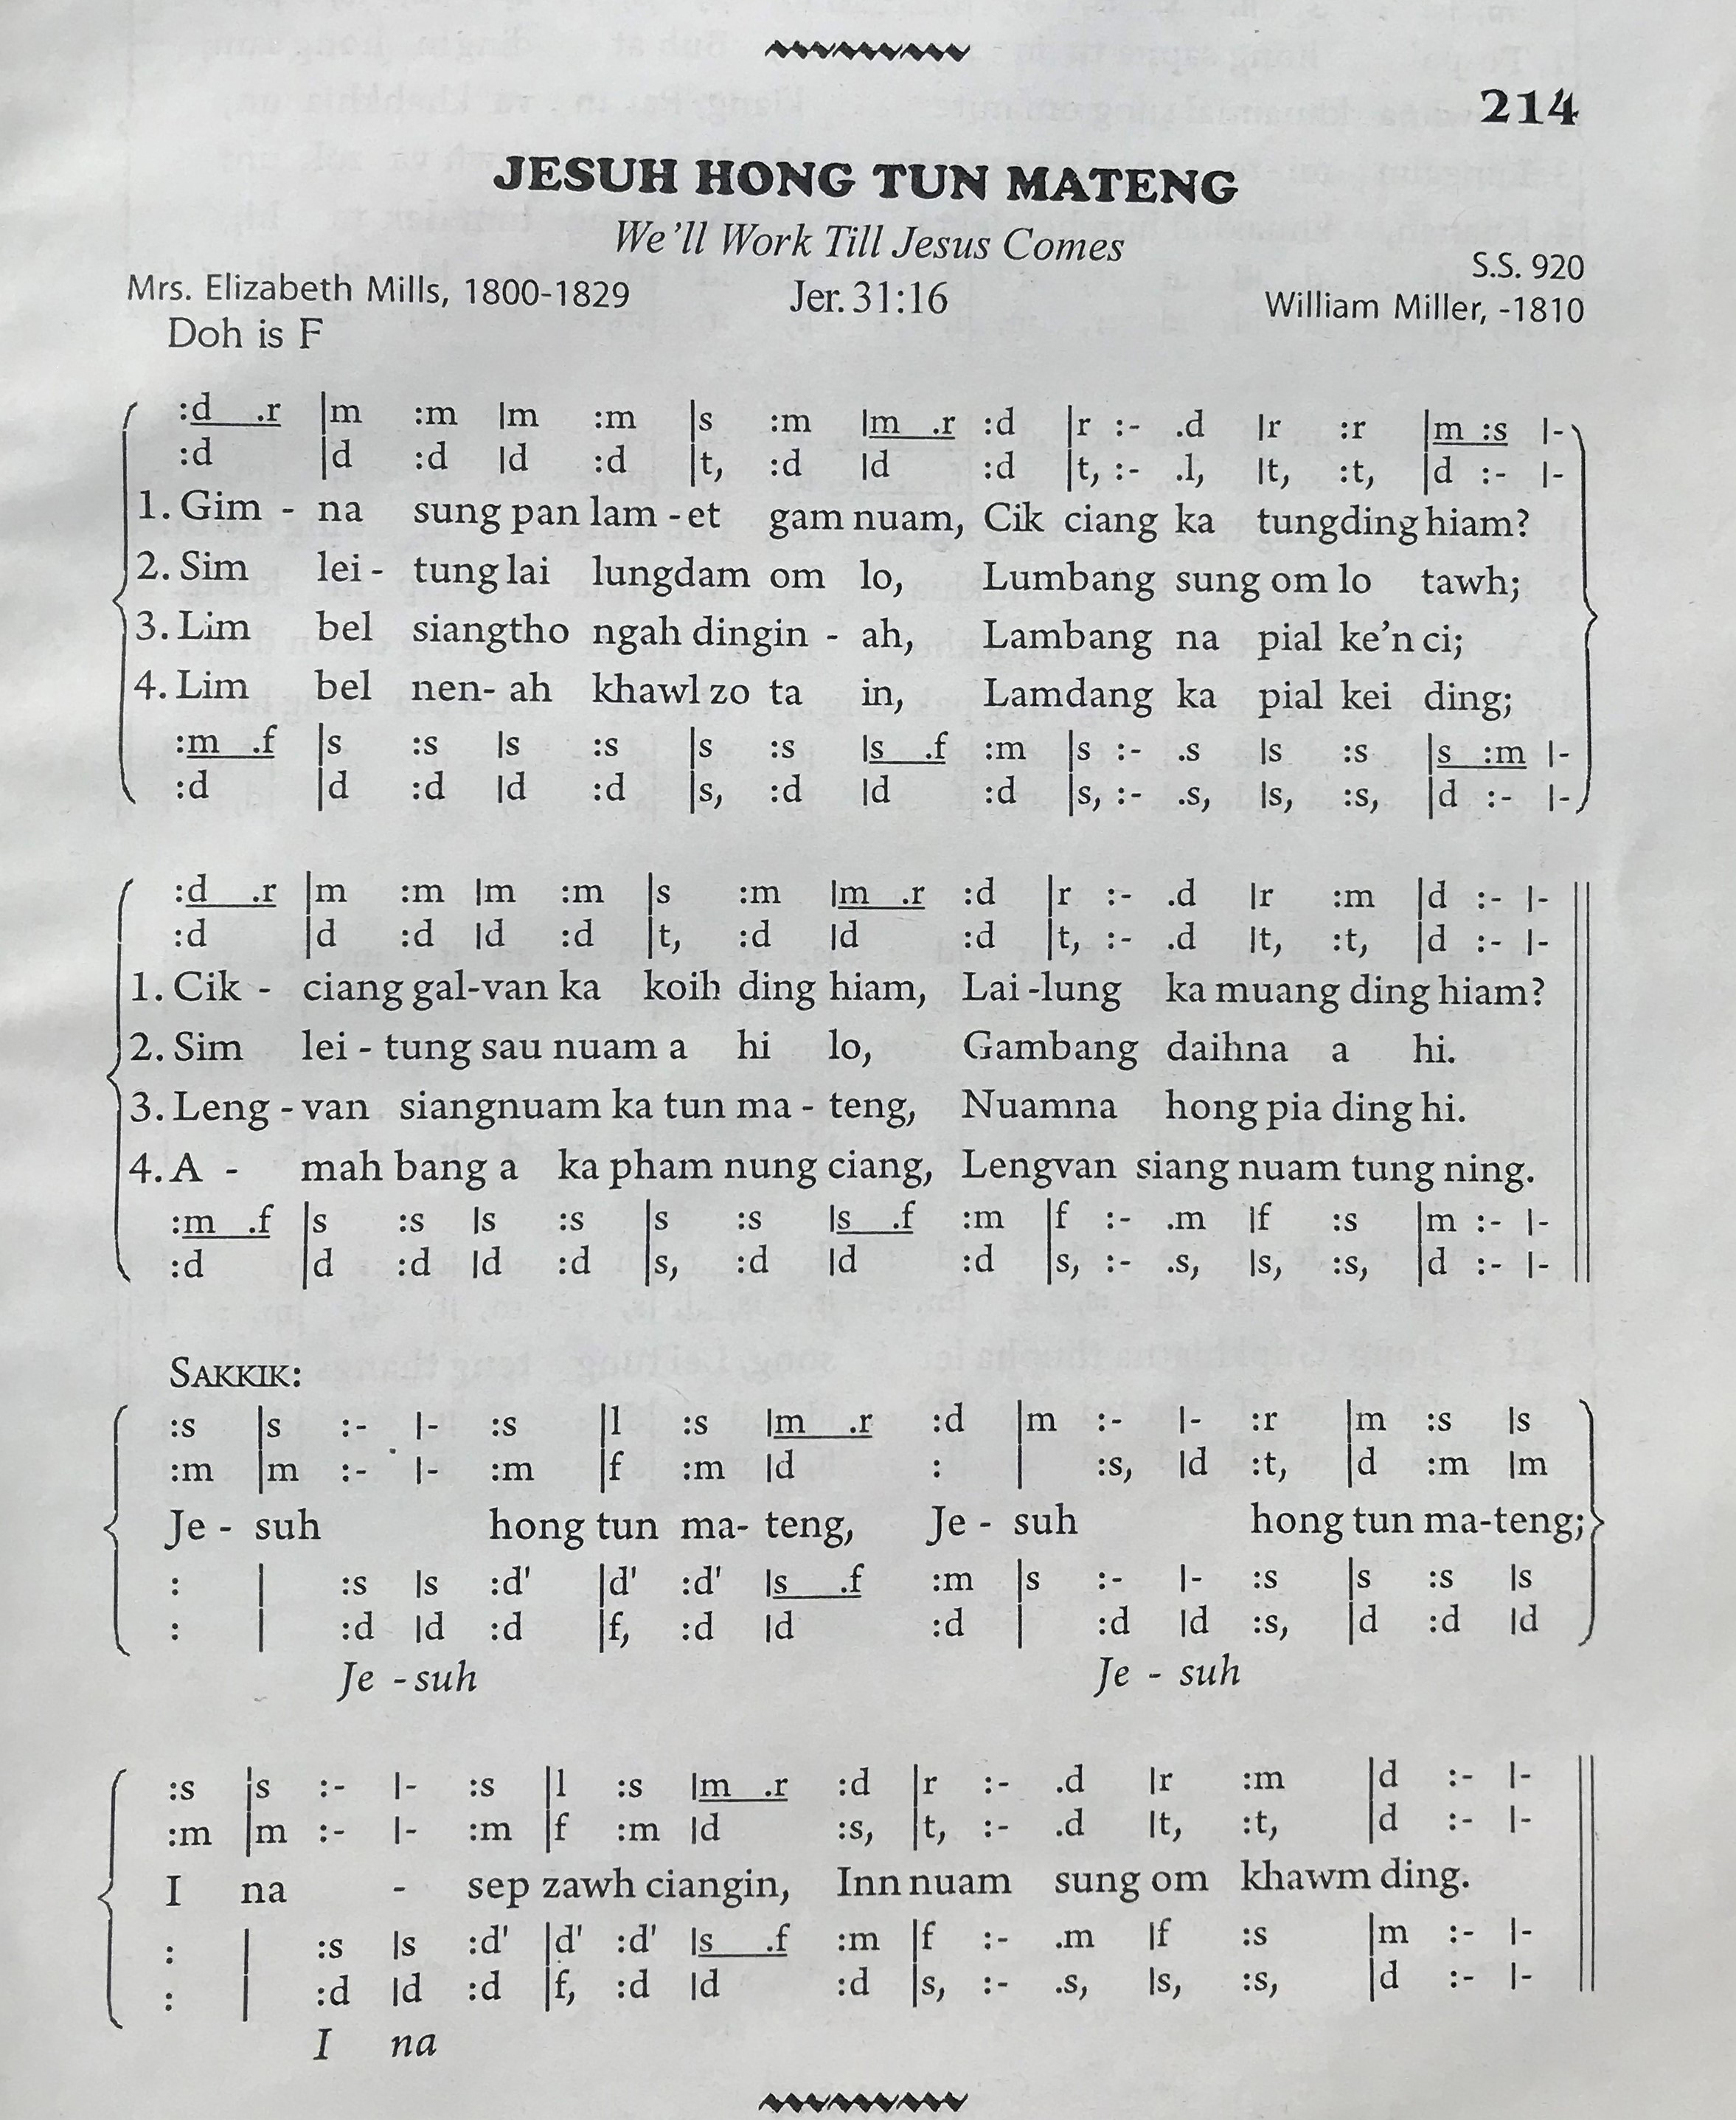 214
JESUH HONG TUN MATENG
We'll Work Till Jesus Comes
S.S. 920
Mrs. Elizabeth Mills, 1800-1829 Jer. 31:16 William Miller, -1810
Doh is F
:d .r |m :m |m :m |s :m |m .r :d |r :- .d |r :r |m :s |-
:d |d :d |d :d |t, :d |d :d |t, :- .l, |t, :t, |d :- |-
1. Gim - na sung pan lam - et gam nuam, Cik ciang ka tungding hiam?
2. Sim lei - tung lai lungdam om lo, Lumbang sung om lo tawh;
3. Lim bel siangtho ngah dingin - ah, Lambang na pial ke'n ci;
4. Lim bel nen- ah khawl zo ta in, Lamdang ka pial kei ding;
:m .f |s :s |s :s |s :s |s .f :m |s :- .s |s :s |s :m |-
:d |d :d |d :d |s, :d |d :d |s, :- .s, |s, :s, |d :- |-
:d .r |m :m |m :m |s :m |m .r :d |r :- .d |r :m |d :- |-
:d |d :d |d :d |t, :d |d :d |t, :- .d |t, :t, |d :- |-
1. Cik - ciang gal-van ka koih ding hiam, Lai -lung ka muang ding hiam?
2. Sim lei - tung sau nuam a hi lo, Gambang daihna a hi.
3. Leng - van siangnuam ka tun ma - teng, Nuamna hong pia ding hi.
4. A - mah bang a ka pham nung ciang, Lengvan siang nuam tung ning.
:m .f |s :s |s :s |s :s |s .f :m |f :- .m |f :s |m :- |-
:d |d :d |d :d |s, :d |d :d |s, :- .s, |s, :s, |d :- |-
SAKKIK:
:s |s :- |- :s |l :s |m .r :d |m :- |- :r |m :s |s
:m |m :- |- :m |f :m |d : | :s, |d :t, |d :m |m
Je - suh hong tun ma- teng, Je - suh hong tun ma-teng;
: | :s |s :d' |d' :d' |s .f :m |s :- |- :s |s :s |s
: | :d |d :d |f, :d |d :d | :d |d :s, |d :d |d
Je - suh Je - suh
:s |s :- |- :s |l :s |m .r :d |r :- .d |r :m |d :- |-
:m |m :- |- :m |f :m |d :s, |t, :- .d |t, :t, |d :- |-
I na - sep zawh ciangin, Inn nuam sung om khawm ding.
: | :s |s :d' |d' :d' |s .f :m |f :- .m |f :s |m :- |-
: | :d |d :d |f, :d |d :d |s, :- .s, |s, :s, |d :- |-
I na